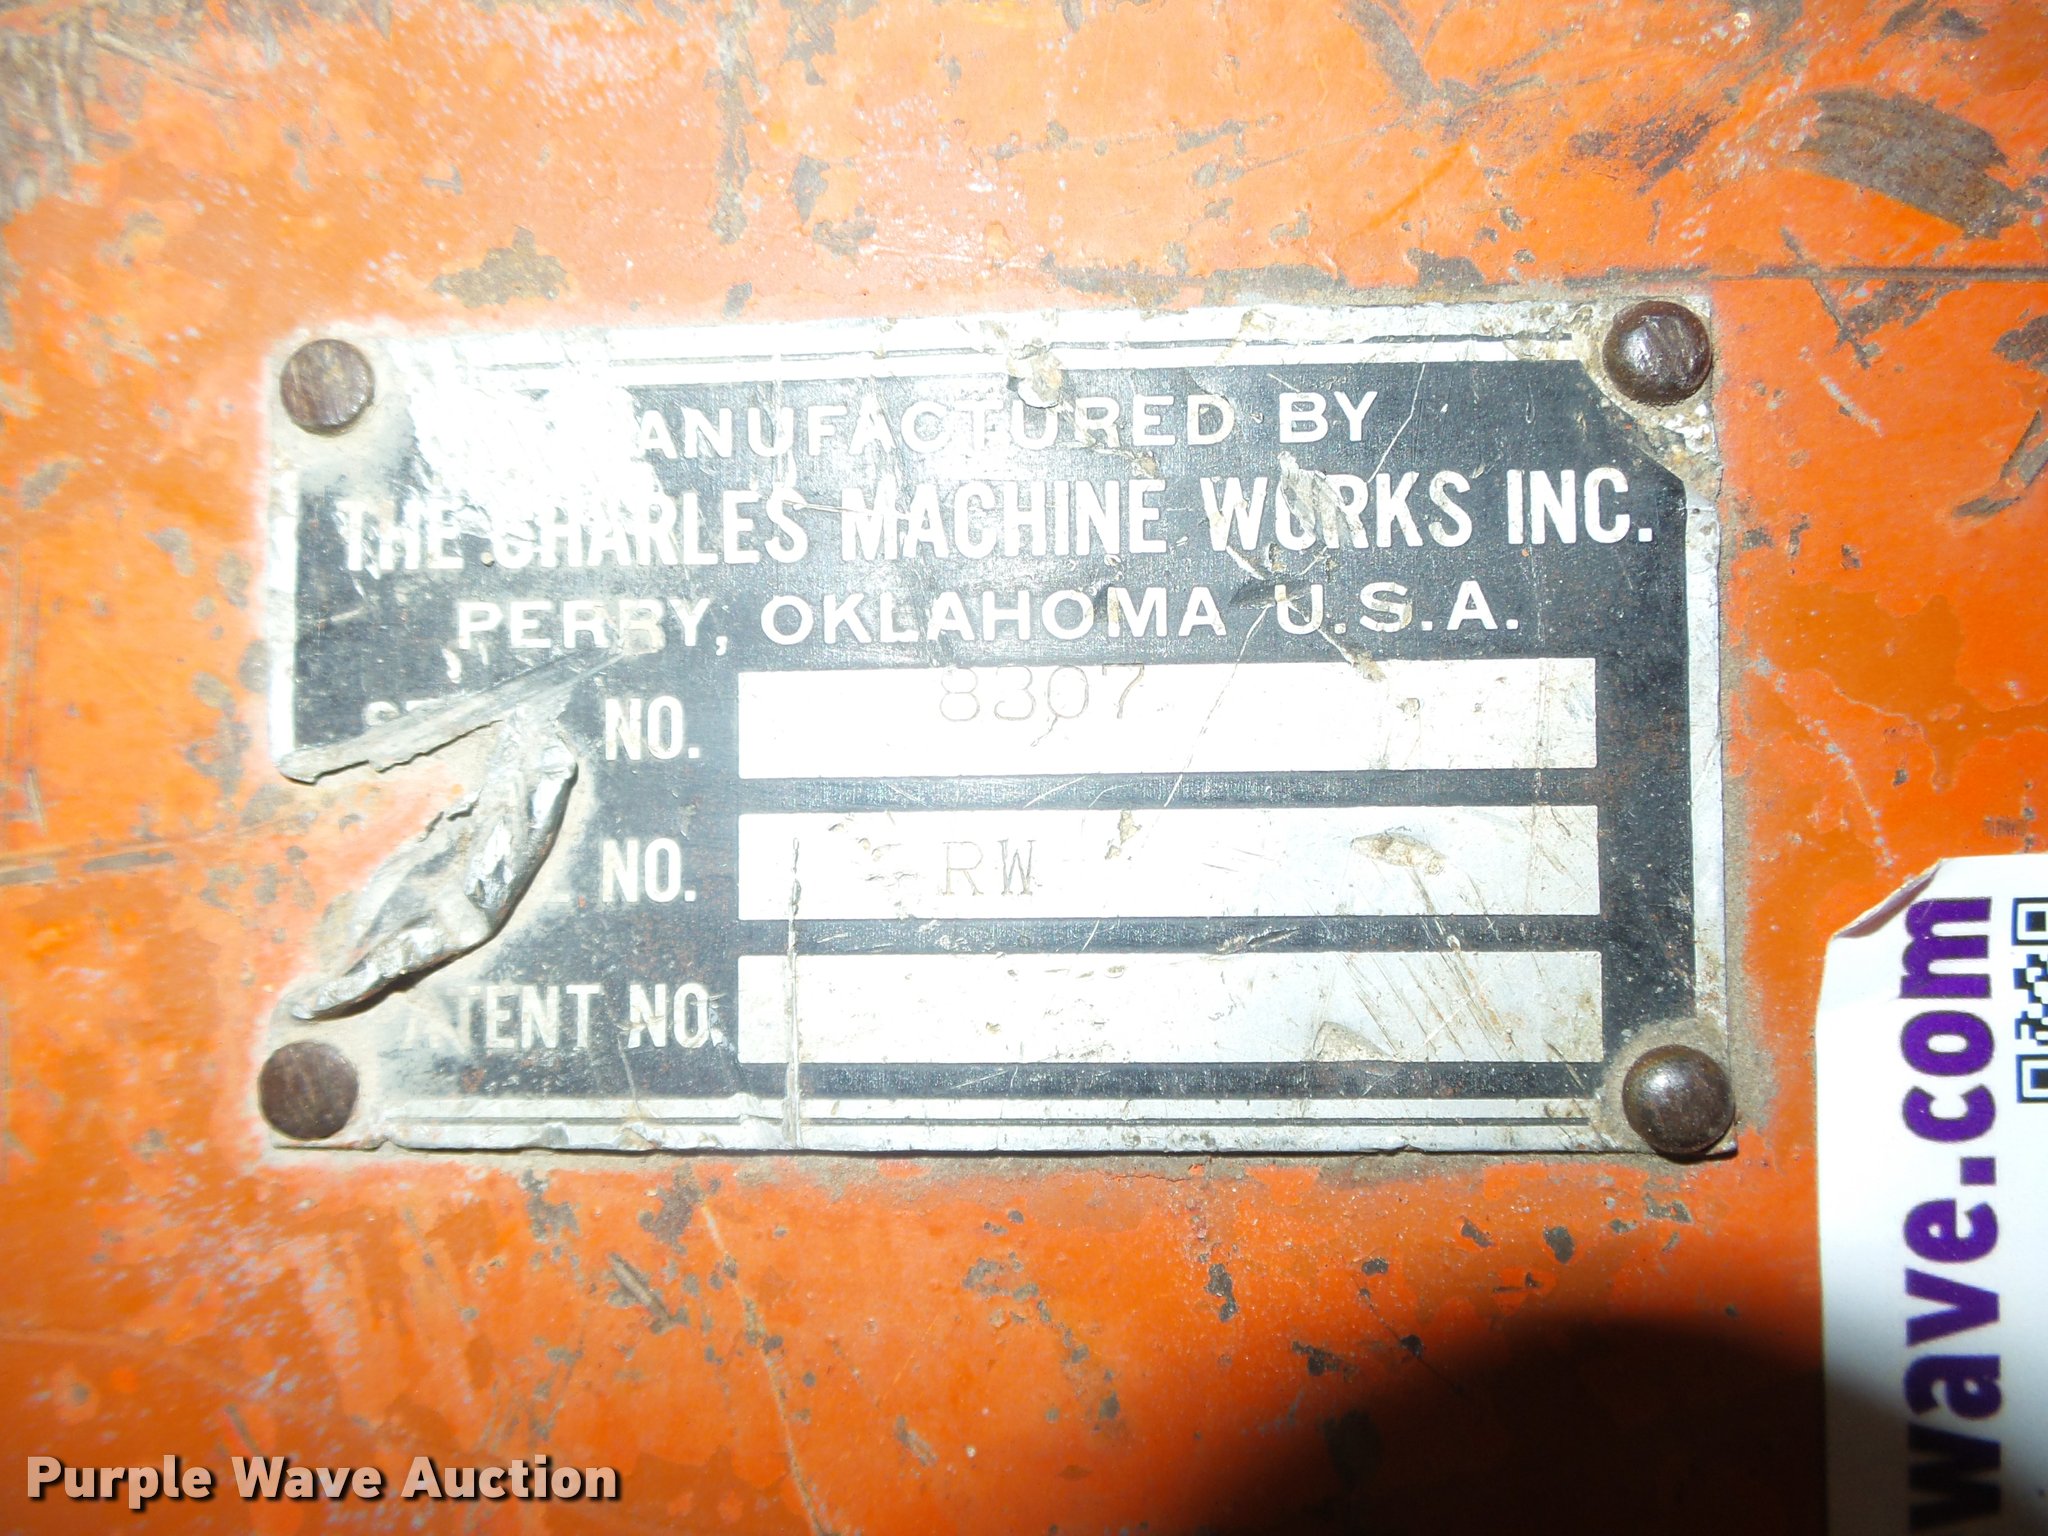 MANUFACTURED BY
THE CHARLES MACHINE WORKS INC.
PERRY, OKLAHOMA U.S.A.
NO. 8307
NO. RW
PATENT NO.
wave.com
Purple Wave Auction